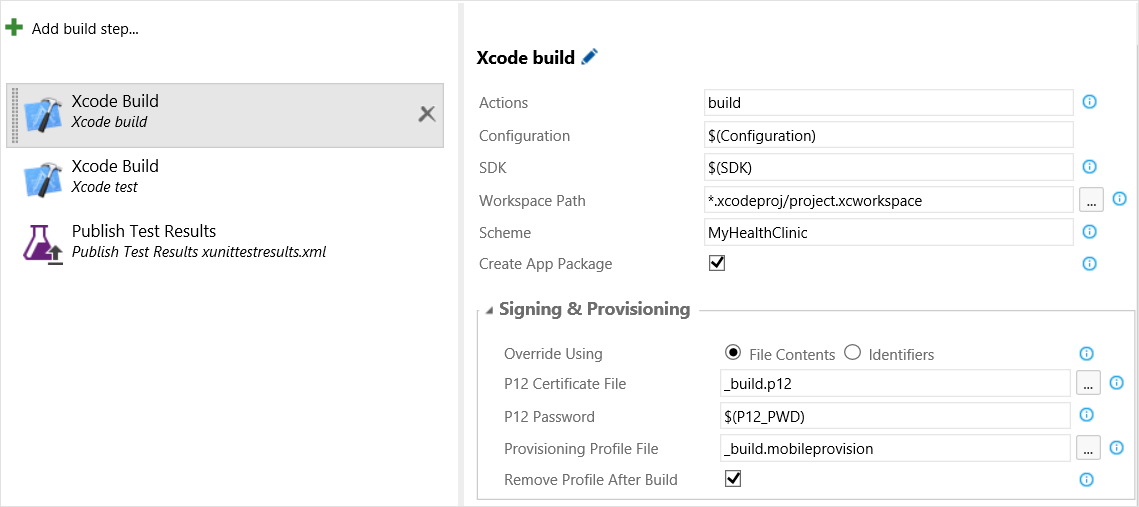 Add build step...
Xcode Build
Xcode build
Xcode Build
Xcode test
Publish Test Results
Publish Test Results xunittestresults.xml
Xcode build
Actions build
Configuration $(Configuration)
SDK $(SDK)
Workspace Path *.xcodeproj/project.xcworkspace ...
Scheme MyHealthClinic
Create App Package
Signing & Provisioning
Override Using File Contents Identifiers
P12 Certificate File _build.p12 ...
P12 Password $(P12_PWD)
Provisioning Profile File _build.mobileprovision ...
Remove Profile After Build